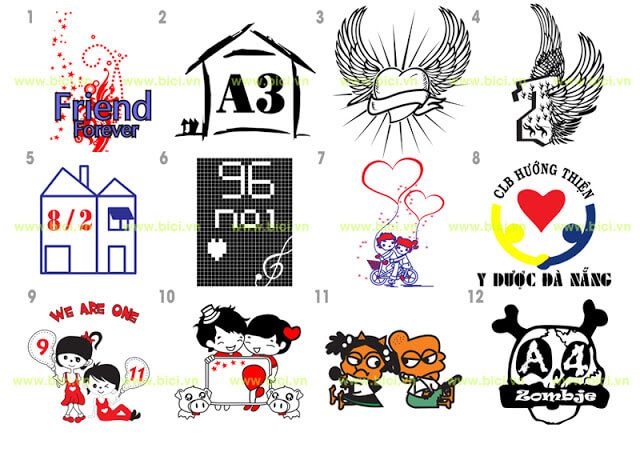 1 2 3 4
www.bici.vn www.bici.vn www.bici.vn www.bici.vn
Friend
Forever
A3
1
5 6 7 8
8/2
96
no1
CLB HƯỚNG THIÊN
Y DƯỢC ĐÀ NẴNG
www.bici.vn www.bici.vn www.bici.vn www.bici.vn
9 10 11 12
WE ARE ONE
9
11
A4
Zombje
www.bici.vn www.bici.vn www.bici.vn www.bici.vn